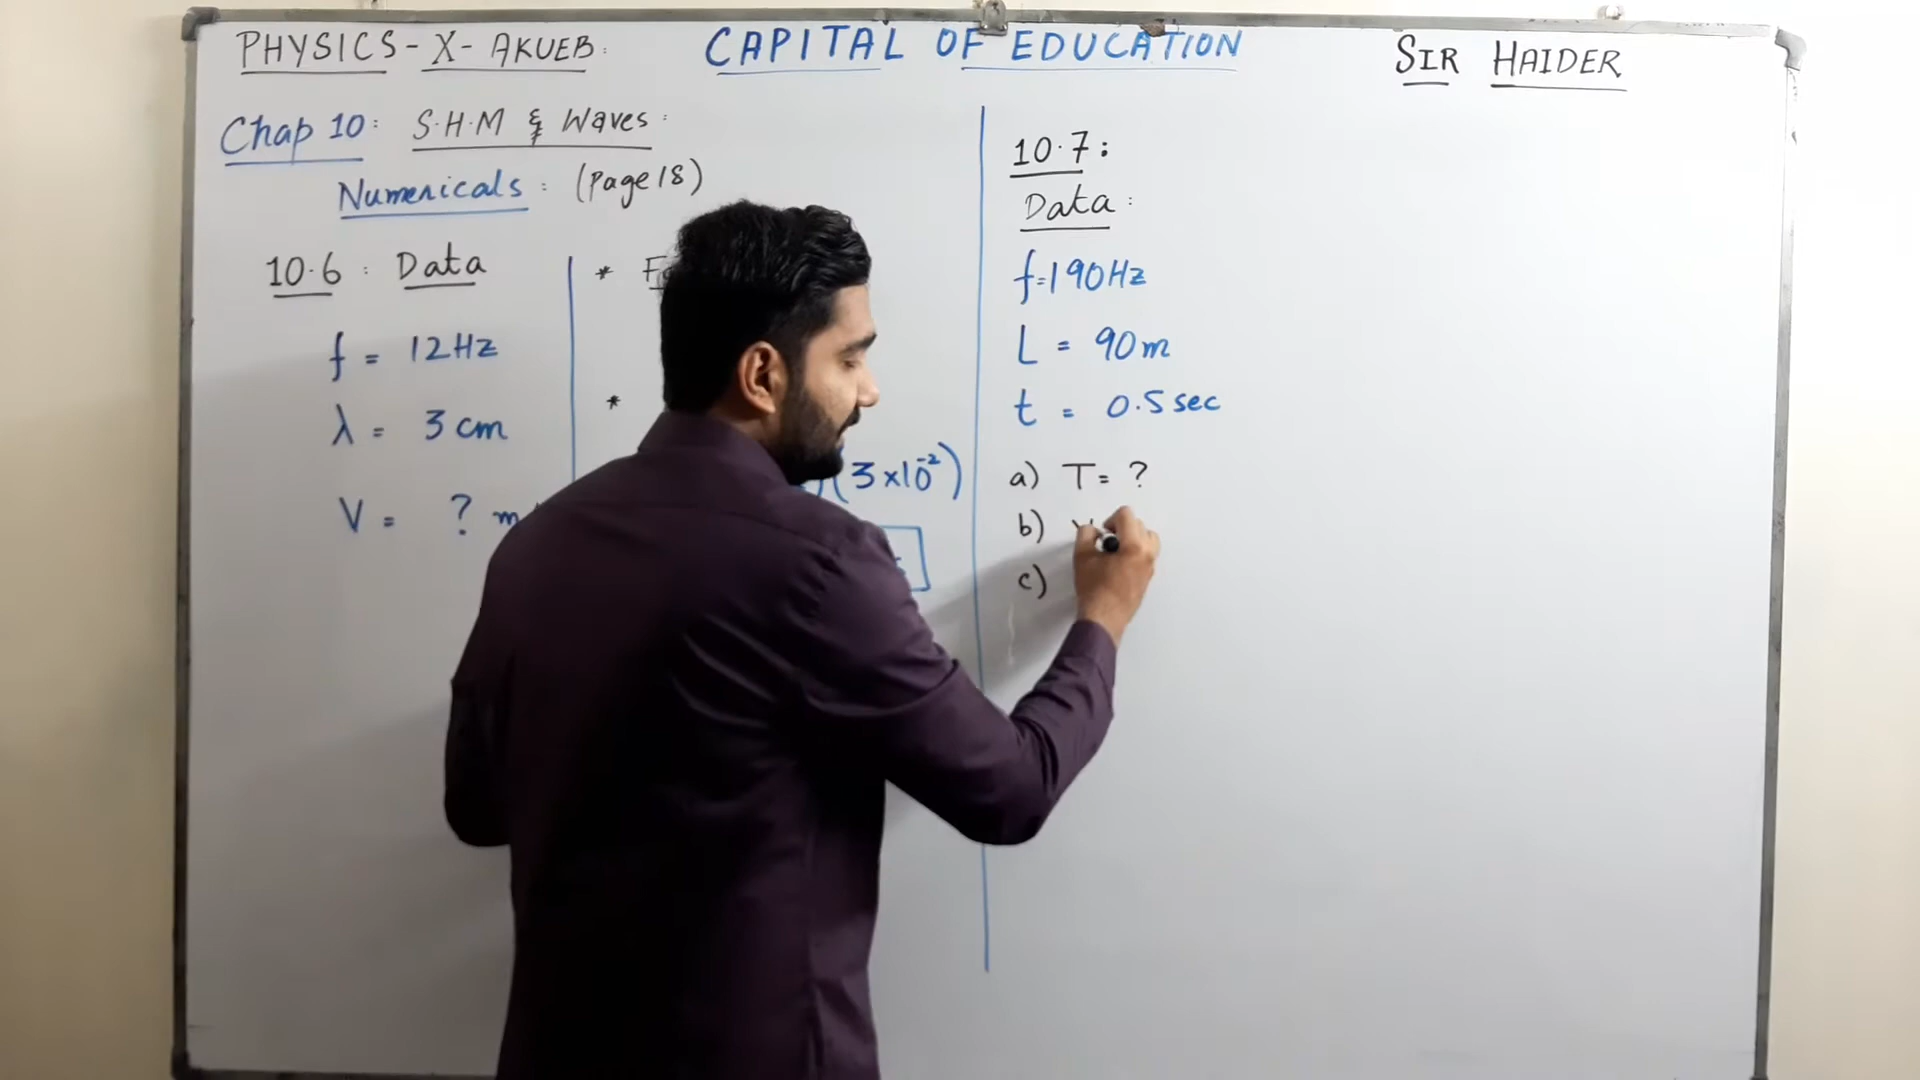 PHYSICS - X - AKUEB:
CAPITAL OF EDUCATION
SIR HAIDER
Chap 10: S.H.M & Waves:
Numericals: (Page 18)
10.6: Data
f = 12Hz
λ = 3 cm
V = ? m
*
*
(3 x 10⁻²)
10.7:
Data:
f = 190Hz
L = 90m
t = 0.5 sec
a) T = ?
b)
c)